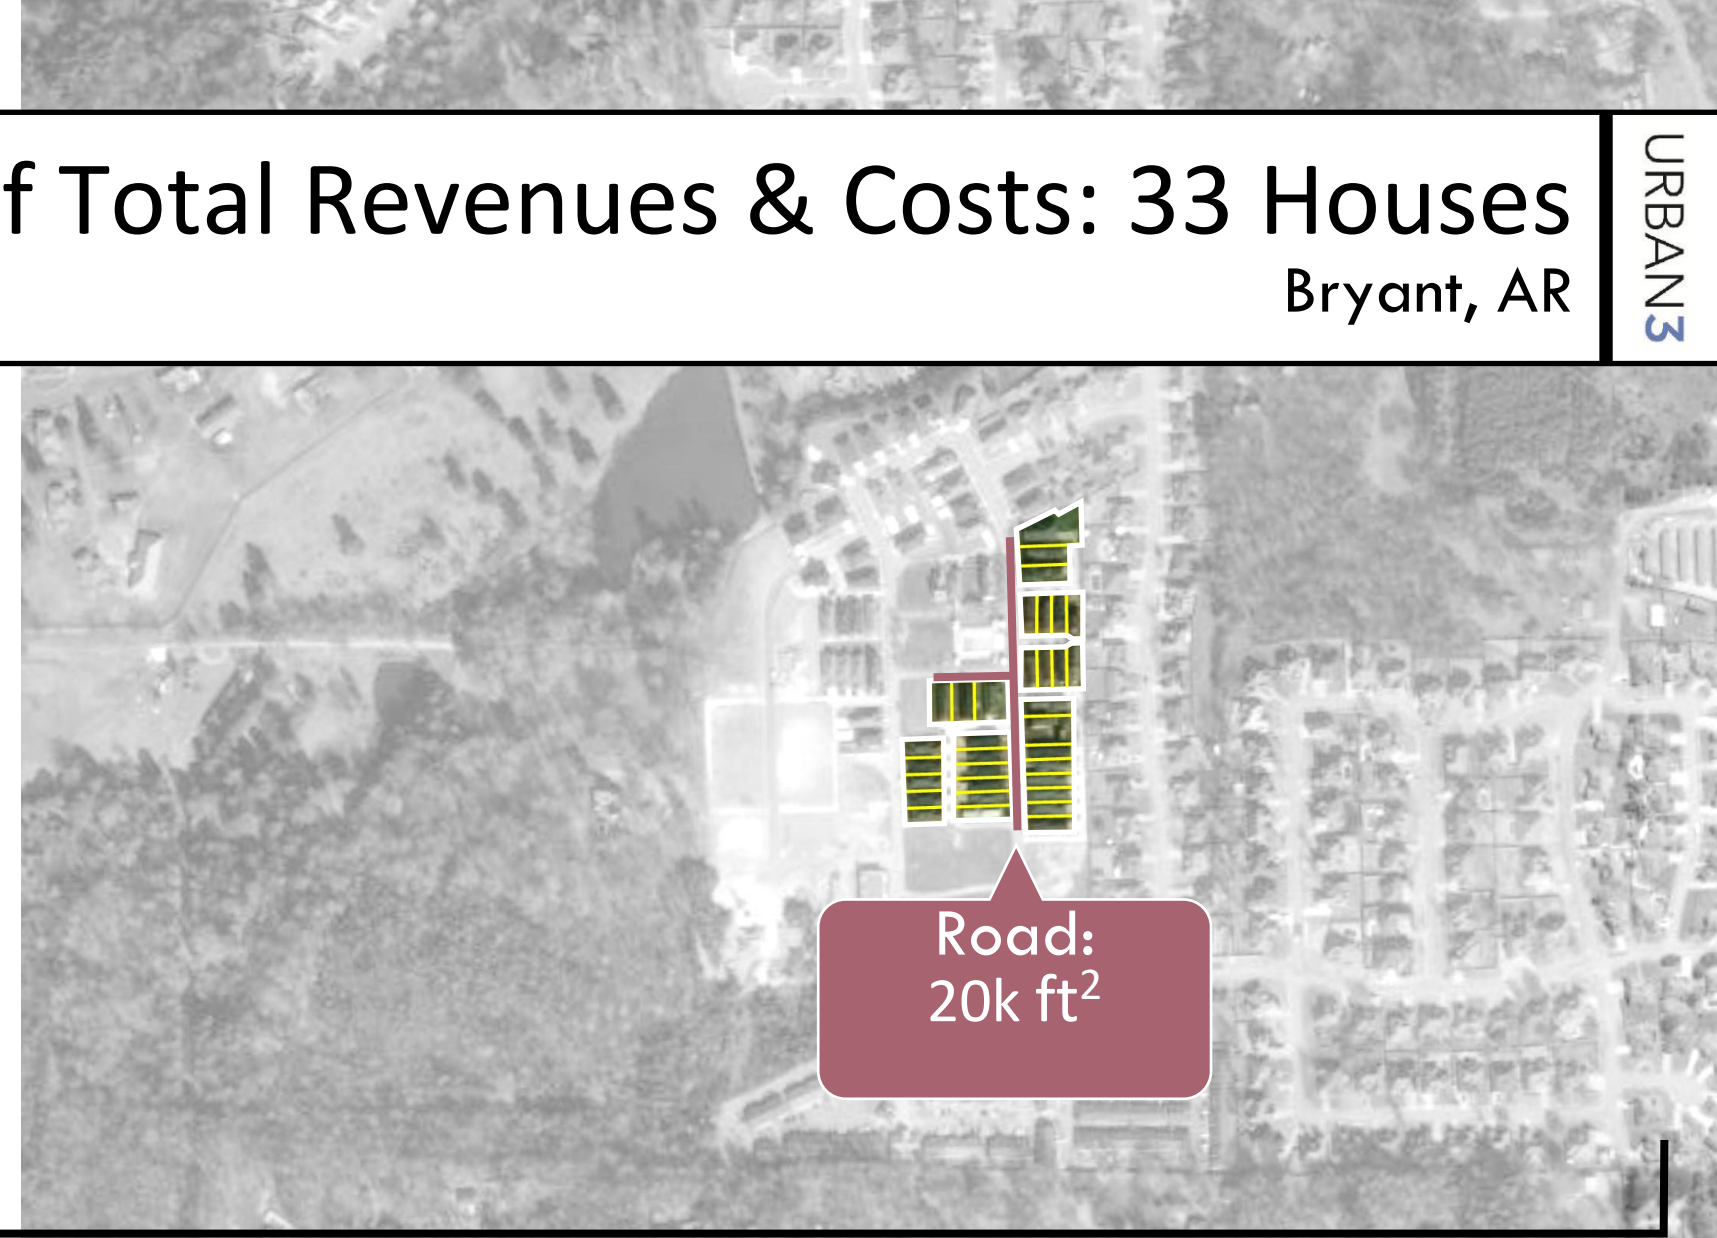 f Total Revenues & Costs: 33 Houses
Bryant, AR
URBAN3
Road:
20k ft²